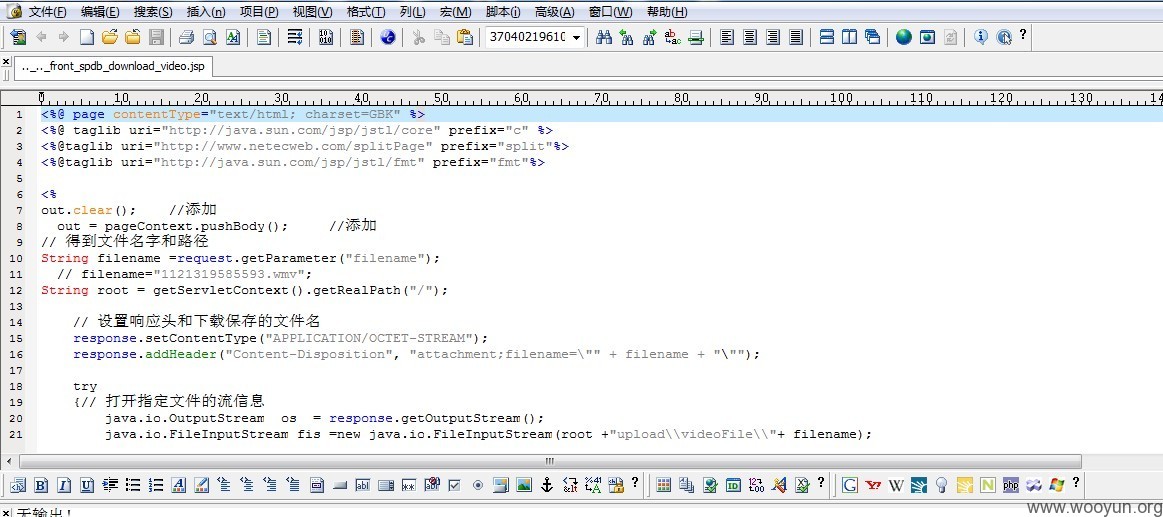 文件(F) 编辑(E) 搜索(S) 插入(n) 项目(P) 视图(V) 格式(T) 列(L) 宏(M) 脚本(i) 高级(A) 窗口(W) 帮助(H)
37040219610
.._.._front_spdb_download_video.jsp
0 10 20 30 40 50 60 70 80 90 100 110 120 130 14
1 <%@ page contentType="text/html; charset=GBK" %>
2 <%@ taglib uri="http://java.sun.com/jsp/jstl/core" prefix="c" %>
3 <%@taglib uri="http://www.netecweb.com/splitPage" prefix="split"%>
4 <%@taglib uri="http://java.sun.com/jsp/jstl/fmt" prefix="fmt"%>
5
6 <%
7 out.clear();    //添加
8   out = pageContext.pushBody();     //添加
9 // 得到文件名字和路径
10 String filename =request.getParameter("filename");
11   // filename="1121319585593.wmv";
12 String root = getServletContext().getRealPath("/");
13
14     // 设置响应头和下载保存的文件名
15     response.setContentType("APPLICATION/OCTET-STREAM");
16     response.addHeader("Content-Disposition", "attachment;filename=\"" + filename + "\"");
17
18     try
19     {// 打开指定文件的流信息
20         java.io.OutputStream  os  = response.getOutputStream();
21         java.io.FileInputStream fis =new java.io.FileInputStream(root +"upload\\videoFile\\"+ filename);
无输出!
www.wooyun.org